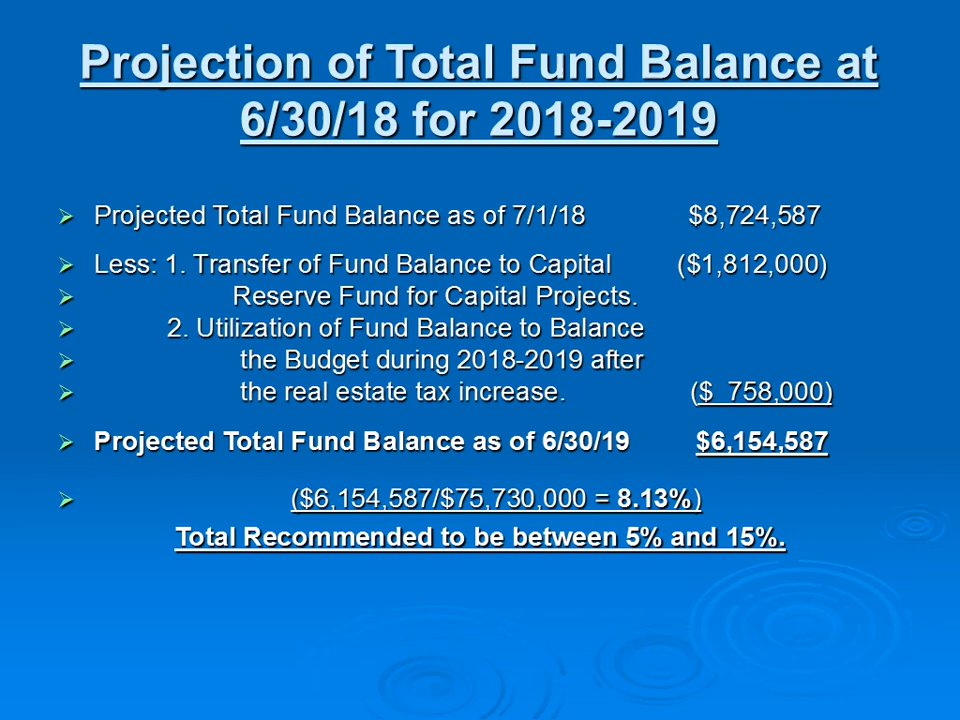 Projection of Total Fund Balance at
6/30/18 for 2018-2019
Projected Total Fund Balance as of 7/1/18 $8,724,587
Less: 1. Transfer of Fund Balance to Capital ($1,812,000)
Reserve Fund for Capital Projects.
2. Utilization of Fund Balance to Balance
the Budget during 2018-2019 after
the real estate tax increase. ($ 758,000)
Projected Total Fund Balance as of 6/30/19 $6,154,587
($6,154,587/$75,730,000 = 8.13%)
Total Recommended to be between 5% and 15%.